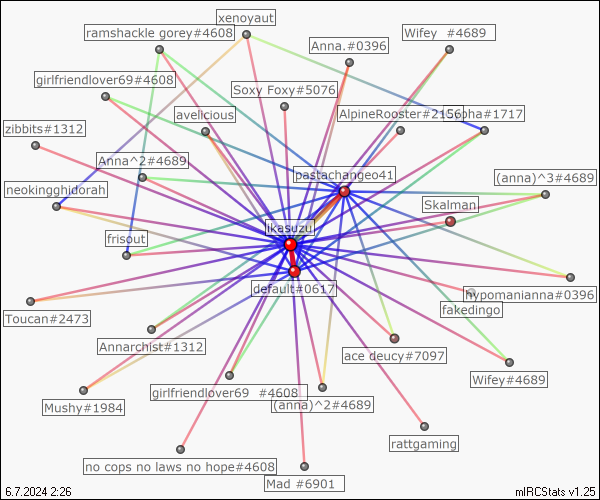 xenoyaut
ramshackle gorey#4608
Wifey  #4689
Anna.#0396
girlfriendlover69#4608
Soxy Foxy#5076
avelicious
AlpineRooster#2156
pha#1717
zibbits#1312
Anna^2#4689
pastachangeo41
(anna)^3#4689
neokingghidorah
Skalman
ikasuzu
frisout
default#0617
hypomanianna#0396
fakedingo
Toucan#2473
Annarchist#1312
ace deucy#7097
Wifey#4689
girlfriendlover69  #4608
(anna)^2#4689
Mushy#1984
rattgaming
no cops no laws no hope#4608
Mad #6901
6.7.2024 2:26
mIRCStats v1.25